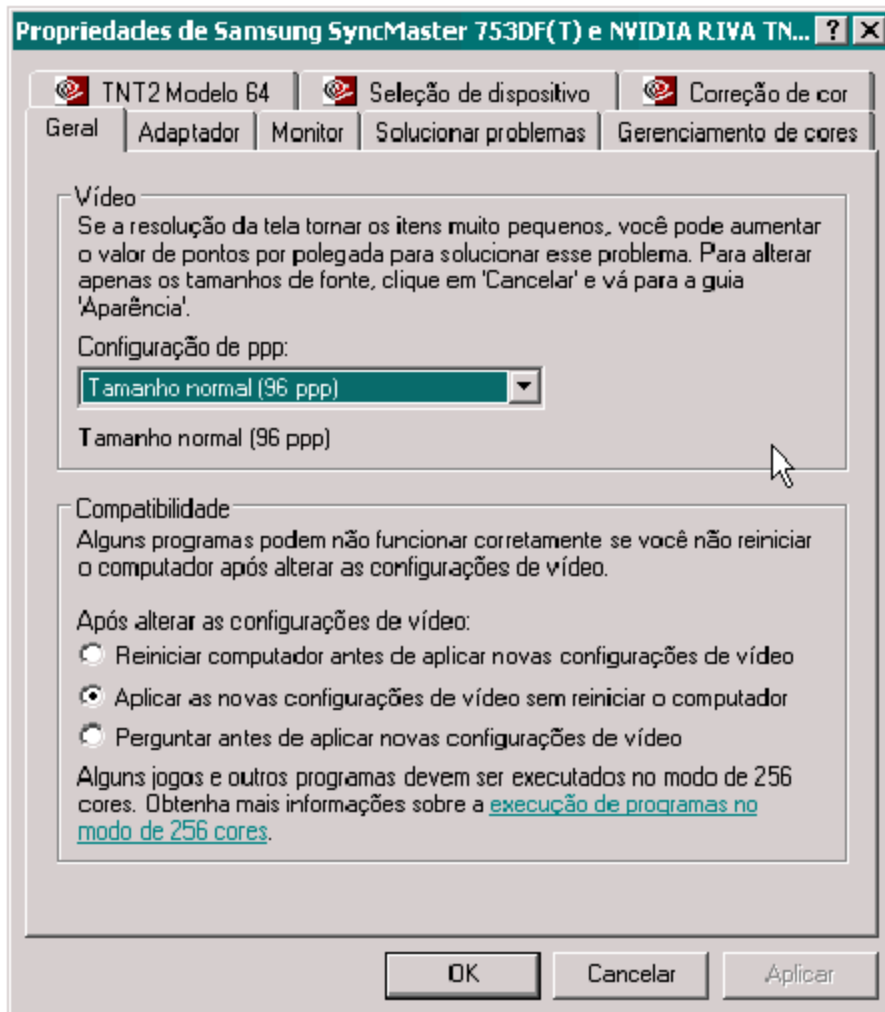 Propriedades de Samsung SyncMaster 753DF(T) e NVIDIA RIVA TN...
TNT2 Modelo 64
Seleção de dispositivo
Correção de cor
Geral
Adaptador
Monitor
Solucionar problemas
Gerenciamento de cores
Vídeo
Se a resolução da tela tornar os itens muito pequenos, você pode aumentar
o valor de pontos por polegada para solucionar esse problema. Para alterar
apenas os tamanhos de fonte, clique em 'Cancelar' e vá para a guia
'Aparência'.
Configuração de ppp:
Tamanho normal (96 ppp)
Tamanho normal (96 ppp)
Compatibilidade
Alguns programas podem não funcionar corretamente se você não reiniciar
o computador após alterar as configurações de vídeo.
Após alterar as configurações de vídeo:
Reiniciar computador antes de aplicar novas configurações de vídeo
Aplicar as novas configurações de vídeo sem reiniciar o computador
Perguntar antes de aplicar novas configurações de vídeo
Alguns jogos e outros programas devem ser executados no modo de 256
cores. Obtenha mais informações sobre a execução de programas no
modo de 256 cores.
OK
Cancelar
Aplicar